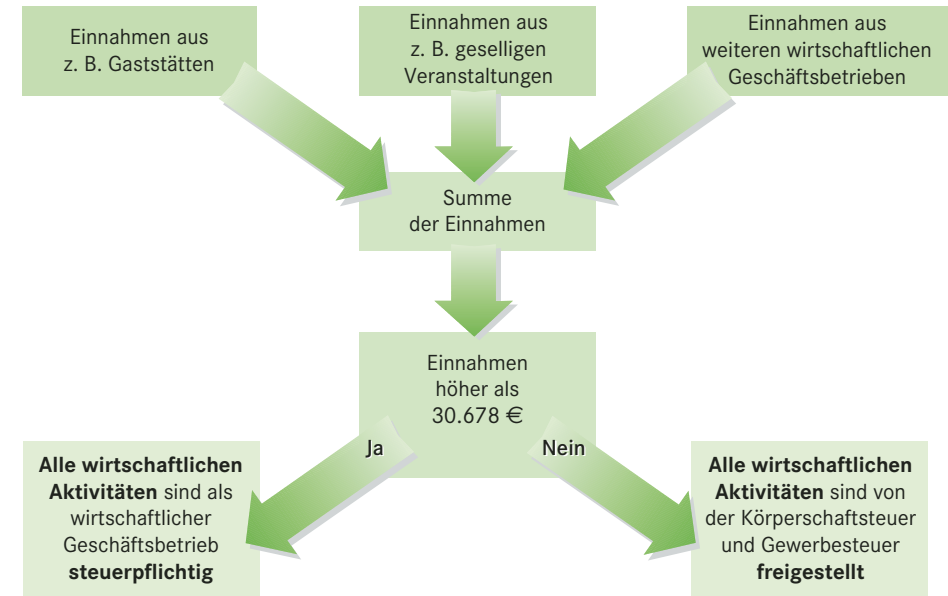 Einnahmen aus
z. B. Gaststätten
Einnahmen aus
z. B. geselligen
Veranstaltungen
Einnahmen aus
weiteren wirtschaftlichen
Geschäftsbetrieben
Summe
der Einnahmen
Einnahmen
höher als
30.678 €
Ja
Nein
Alle wirtschaftlichen
Aktivitäten sind als
wirtschaftlicher
Geschäftsbetrieb
steuerpflichtig
Alle wirtschaftlichen
Aktivitäten sind von
der Körperschaftsteuer
und Gewerbesteuer
freigestellt